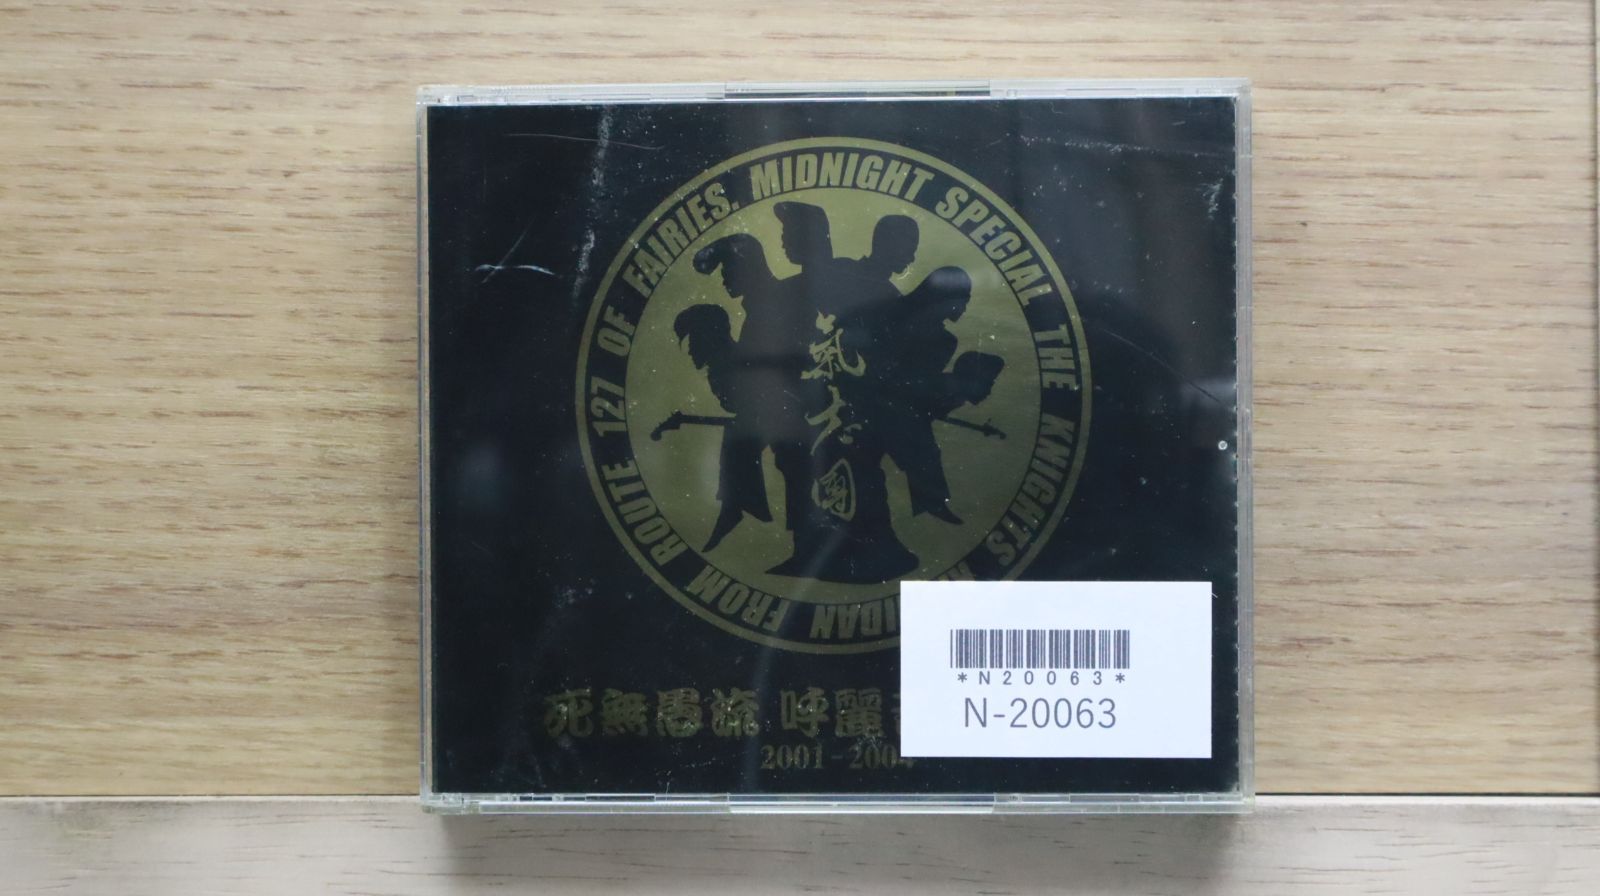 FROM ROUTE 127 OF FAIRIES. MIDNIGHT SPECIAL THE KNIGHTS
氣志團
死無愚流 呼麗
2001-2004
*N20063*
N-20063